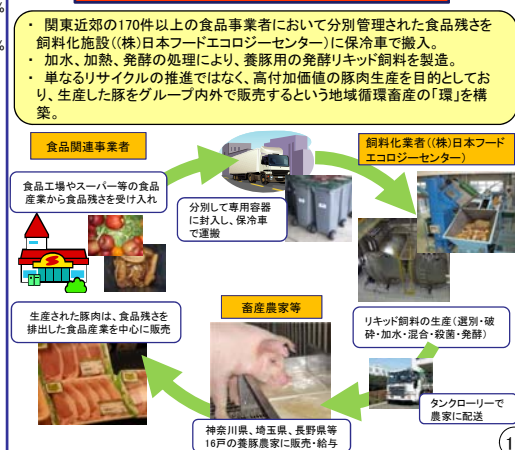 %
%
・ 関東近郊の170件以上の食品事業者において分別管理された食品残さを
飼料化施設((株)日本フードエコロジーセンター)に保冷車で搬入。
・ 加水、加熱、発酵の処理により、養豚用の発酵リキッド飼料を製造。
・ 単なるリサイクルの推進ではなく、高付加価値の豚肉生産を目的としてお
り、生産した豚をグループ内外で販売するという地域循環畜産の「環」を構
築。
食品関連事業者
飼料化業者((株)日本フード
エコロジーセンター)
食品工場やスーパー等の食品
産業から食品残さを受け入れ
分別して専用容器
に封入し、保冷車
で運搬
生産された豚肉は、食品残さを
排出した食品産業を中心に販売
畜産農家等
リキッド飼料の生産(選別・破
砕・加水・混合・殺菌・発酵)
タンクローリーで
農家に配送
神奈川県、埼玉県、長野県等
16戸の養豚農家に販売・給与
1